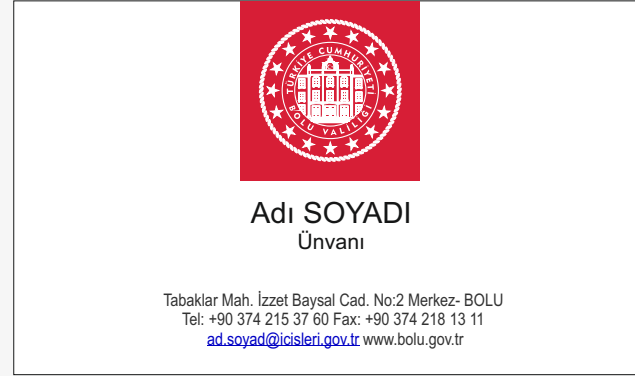 TÜRKİYE CUMHURİYETİ
BOLU VALİLİĞİ
Adı SOYADI
Ünvanı
Tabaklar Mah. İzzet Baysal Cad. No:2 Merkez- BOLU
Tel: +90 374 215 37 60 Fax: +90 374 218 13 11
ad.soyad@icisleri.gov.tr www.bolu.gov.tr